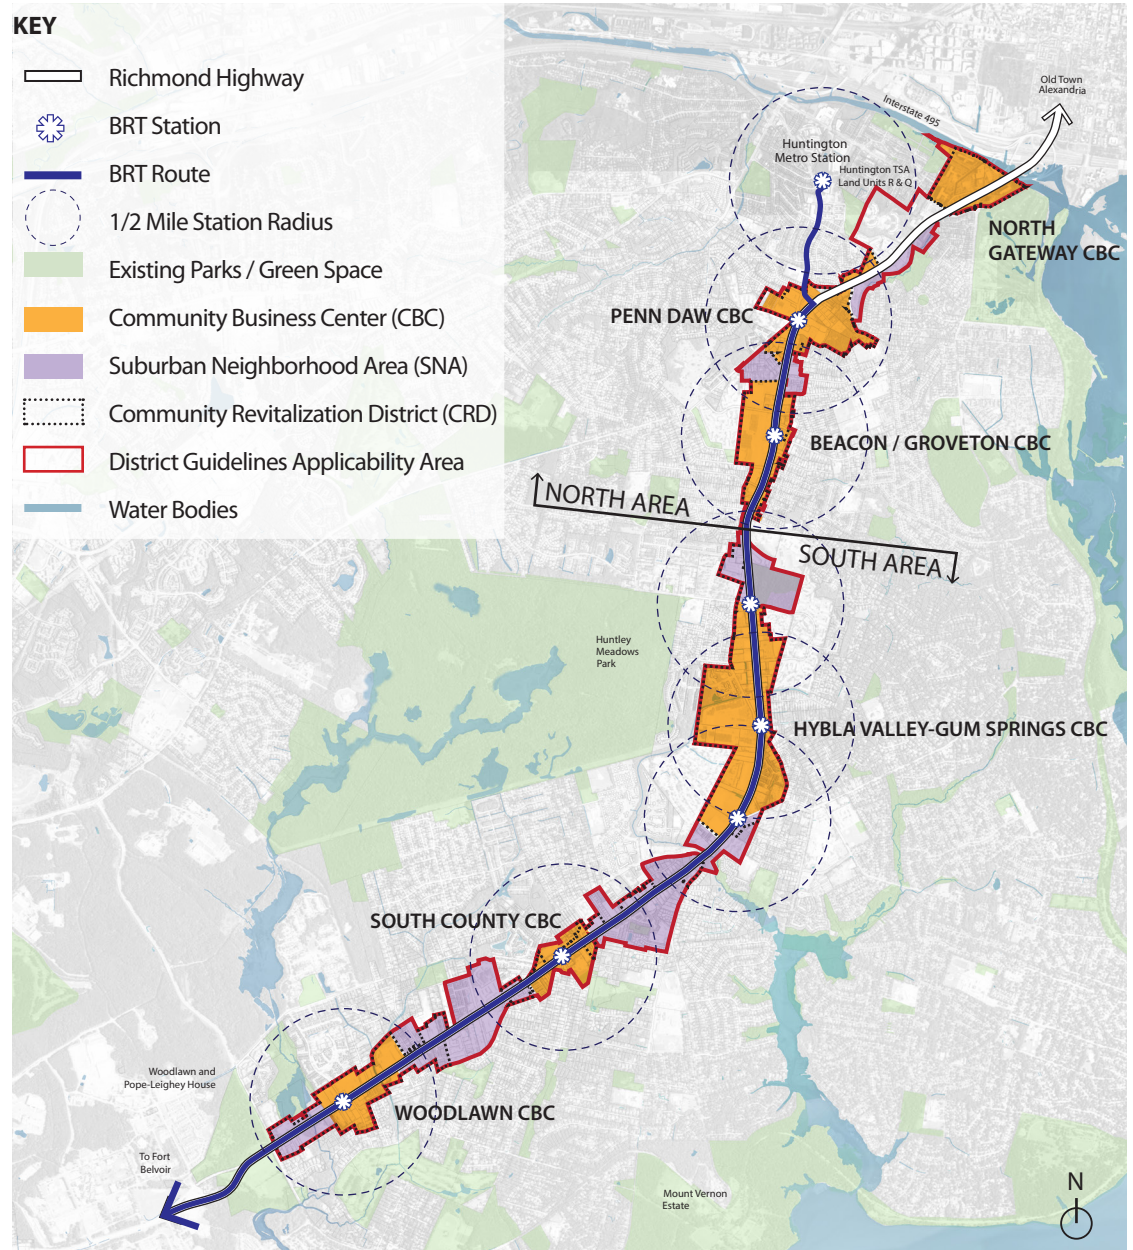 KEY
Richmond Highway
BRT Station
BRT Route
1/2 Mile Station Radius
Existing Parks / Green Space
Community Business Center (CBC)
Suburban Neighborhood Area (SNA)
Community Revitalization District (CRD)
District Guidelines Applicability Area
Water Bodies
Old Town
Alexandria
Interstate 495
Huntington
Metro Station
Huntington TSA
Land Units R & Q
NORTH
GATEWAY CBC
PENN DAW CBC
BEACON / GROVETON CBC
NORTH AREA
SOUTH AREA
Huntley
Meadows
Park
HYBLA VALLEY-GUM SPRINGS CBC
SOUTH COUNTY CBC
Woodlawn and
Pope-Leighey House
WOODLAWN CBC
To Fort
Belvoir
Mount Vernon
Estate
N